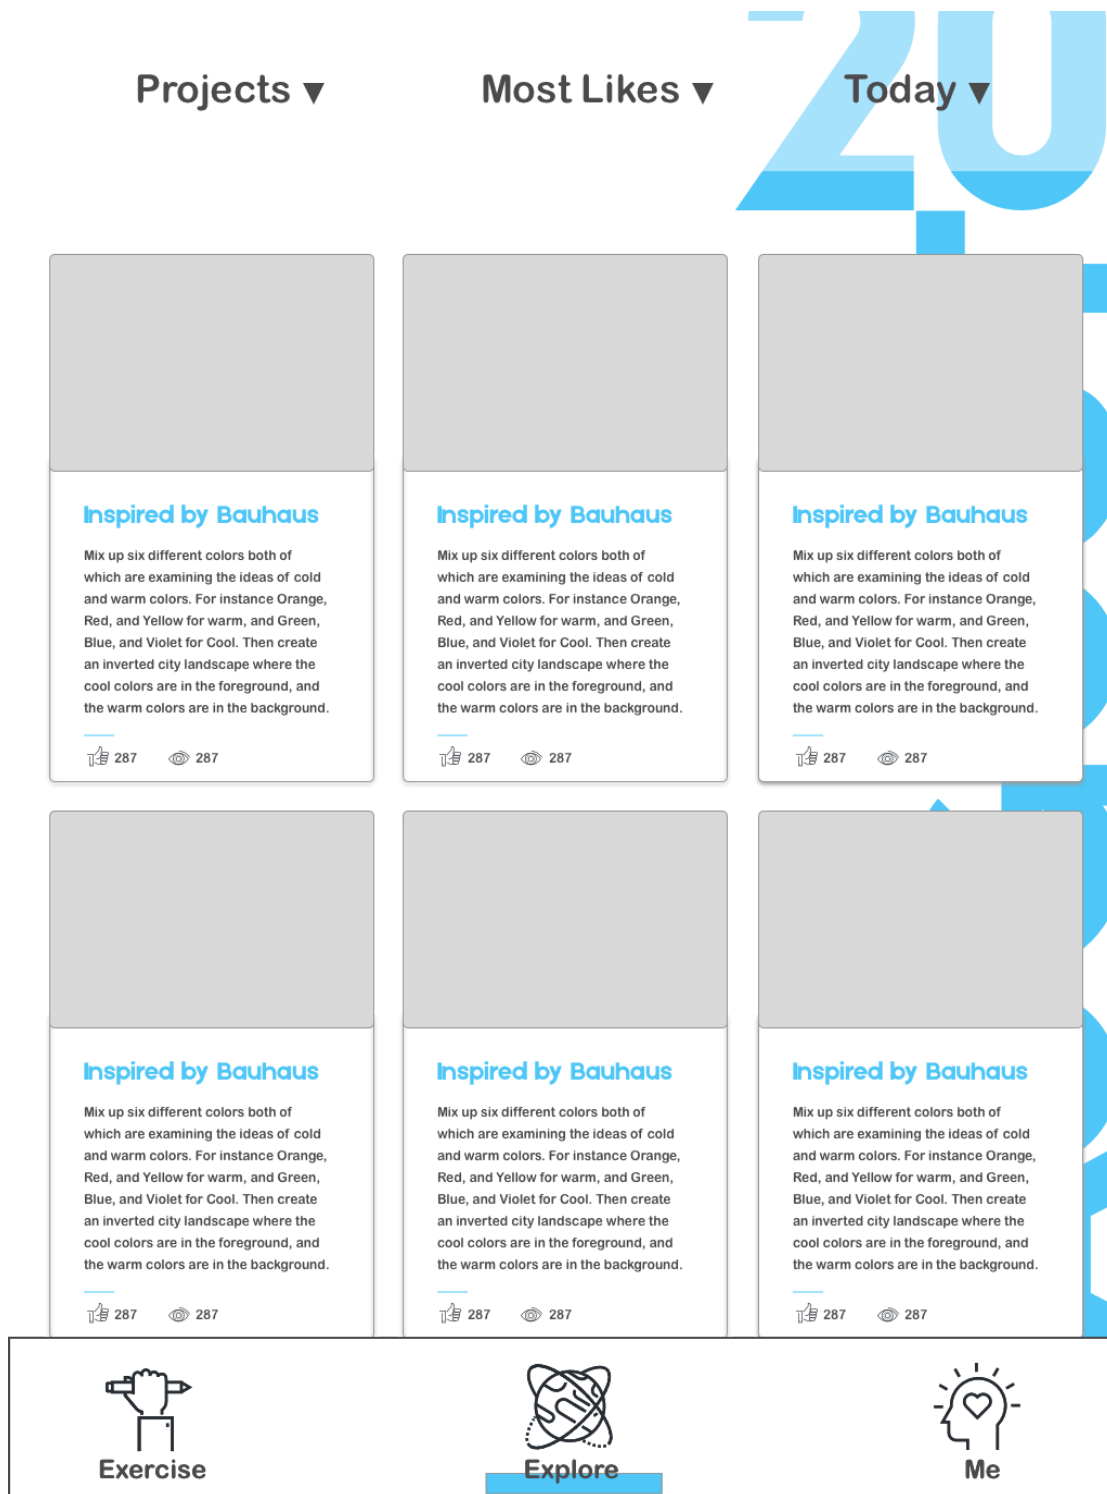 20
Projects ▼
Most Likes ▼
Today ▼
Inspired by Bauhaus
Mix up six different colors both of
which are examining the ideas of cold
and warm colors. For instance Orange,
Red, and Yellow for warm, and Green,
Blue, and Violet for Cool. Then create
an inverted city landscape where the
cool colors are in the foreground, and
the warm colors are in the background.
287
287
Inspired by Bauhaus
Mix up six different colors both of
which are examining the ideas of cold
and warm colors. For instance Orange,
Red, and Yellow for warm, and Green,
Blue, and Violet for Cool. Then create
an inverted city landscape where the
cool colors are in the foreground, and
the warm colors are in the background.
287
287
Inspired by Bauhaus
Mix up six different colors both of
which are examining the ideas of cold
and warm colors. For instance Orange,
Red, and Yellow for warm, and Green,
Blue, and Violet for Cool. Then create
an inverted city landscape where the
cool colors are in the foreground, and
the warm colors are in the background.
287
287
Inspired by Bauhaus
Mix up six different colors both of
which are examining the ideas of cold
and warm colors. For instance Orange,
Red, and Yellow for warm, and Green,
Blue, and Violet for Cool. Then create
an inverted city landscape where the
cool colors are in the foreground, and
the warm colors are in the background.
287
287
Inspired by Bauhaus
Mix up six different colors both of
which are examining the ideas of cold
and warm colors. For instance Orange,
Red, and Yellow for warm, and Green,
Blue, and Violet for Cool. Then create
an inverted city landscape where the
cool colors are in the foreground, and
the warm colors are in the background.
287
287
Inspired by Bauhaus
Mix up six different colors both of
which are examining the ideas of cold
and warm colors. For instance Orange,
Red, and Yellow for warm, and Green,
Blue, and Violet for Cool. Then create
an inverted city landscape where the
cool colors are in the foreground, and
the warm colors are in the background.
287
287
Exercise
Explore
Me